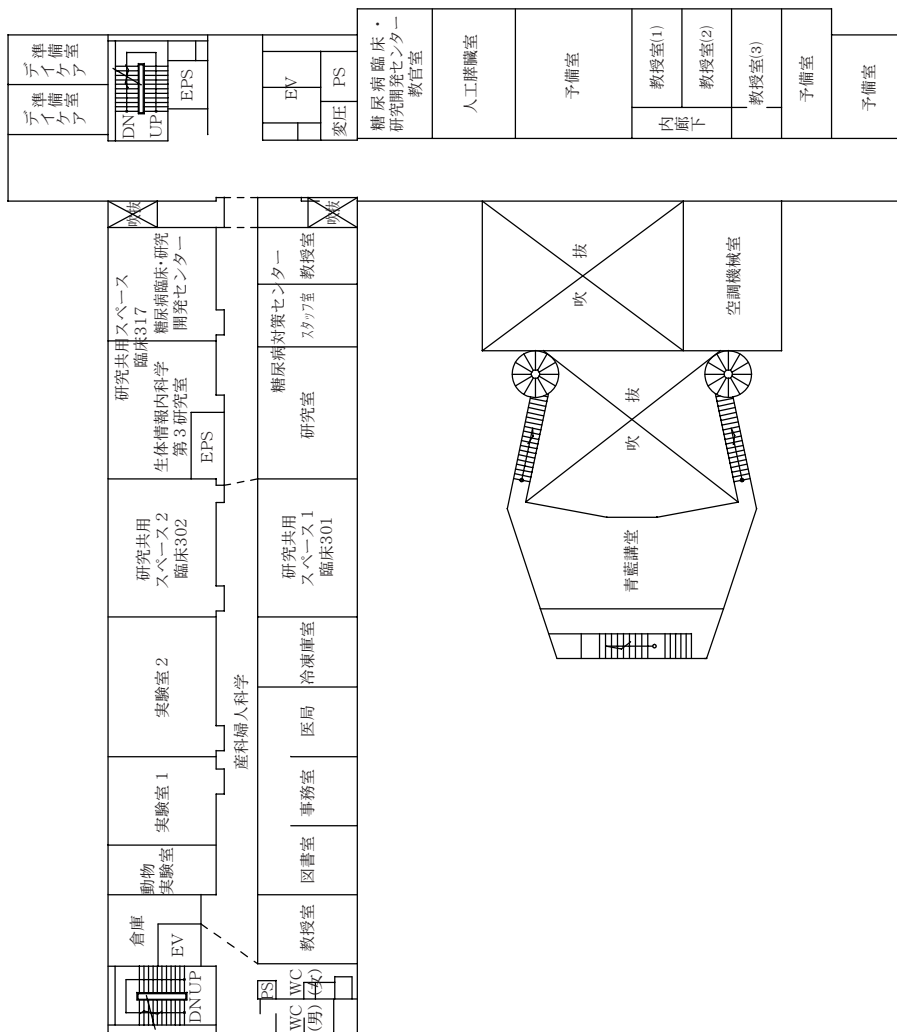 ディケア
準備室
ディケア
準備室
DN
UP
EPS
EV
PS
変圧
糖尿病臨床・
研究開発センター
教官室
人工膵臓室
予備室
教授室(1)
教授室(2)
内廊下
教授室(3)
予備室
予備室
吹抜
吹抜
研究共用スペース
臨床317
糖尿病臨床・研究
開発センター
生体情報内科学
第3研究室
EPS
糖尿病対策センター
教授室
スタッフ室
研究室
吹抜
空調機械室
吹抜
青藍講堂
研究共用
スペース2
臨床302
研究共用
スペース1
臨床301
実験室2
冷凍庫室
産科婦人科学
医局
実験室1
事務室
動物
実験室
図書室
倉庫
EV
教授室
DN
UP
PS
WC
(男)
WC
(女)